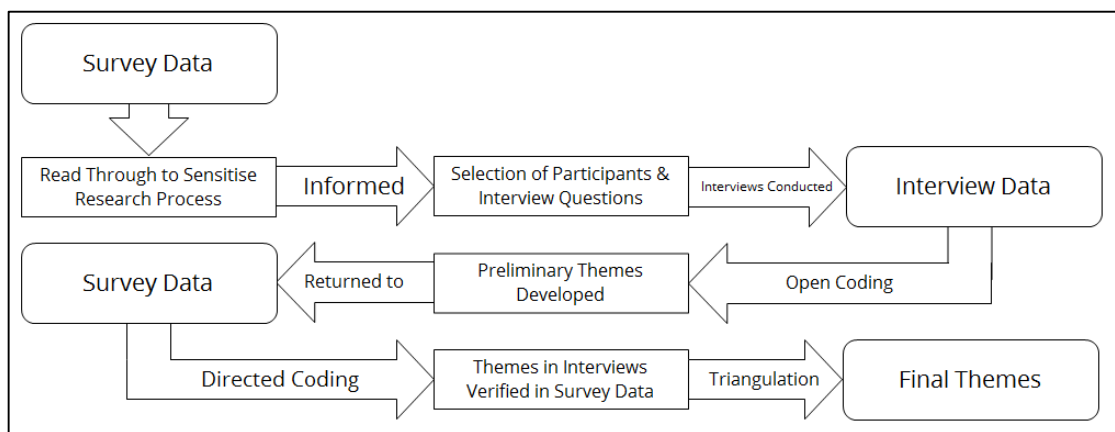 Survey Data
Read Through to Sensitise
Research Process
Informed
Selection of Participants &
Interview Questions
Interviews Conducted
Interview Data
Survey Data
Returned to
Preliminary Themes
Developed
Open Coding
Directed Coding
Themes in Interviews
Verified in Survey Data
Triangulation
Final Themes